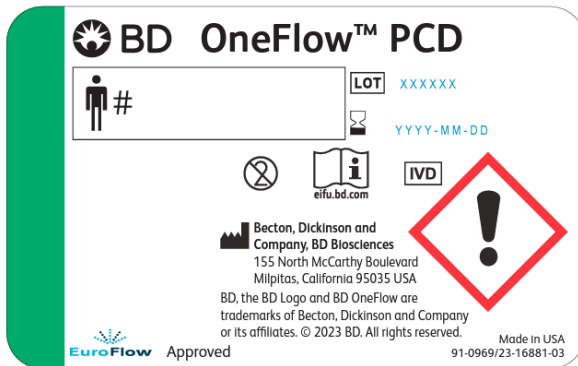 BD OneFlow™ PCD
#
LOT XXXXXX
YYYY-MM-DD
2
i
eifu.bd.com
IVD
!
Becton, Dickinson and
Company, BD Biosciences
155 North McCarthy Boulevard
Milpitas, California 95035 USA
BD, the BD Logo and BD OneFlow are
trademarks of Becton, Dickinson and Company
or its affiliates. © 2023 BD. All rights reserved.
EuroFlow Approved
Made in USA
91-0969/23-16881-03